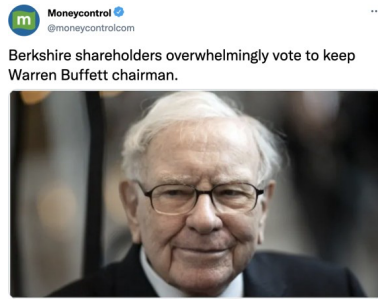 Moneycontrol
@moneycontrolcom
Berkshire shareholders overwhelmingly vote to keep
Warren Buffett chairman.